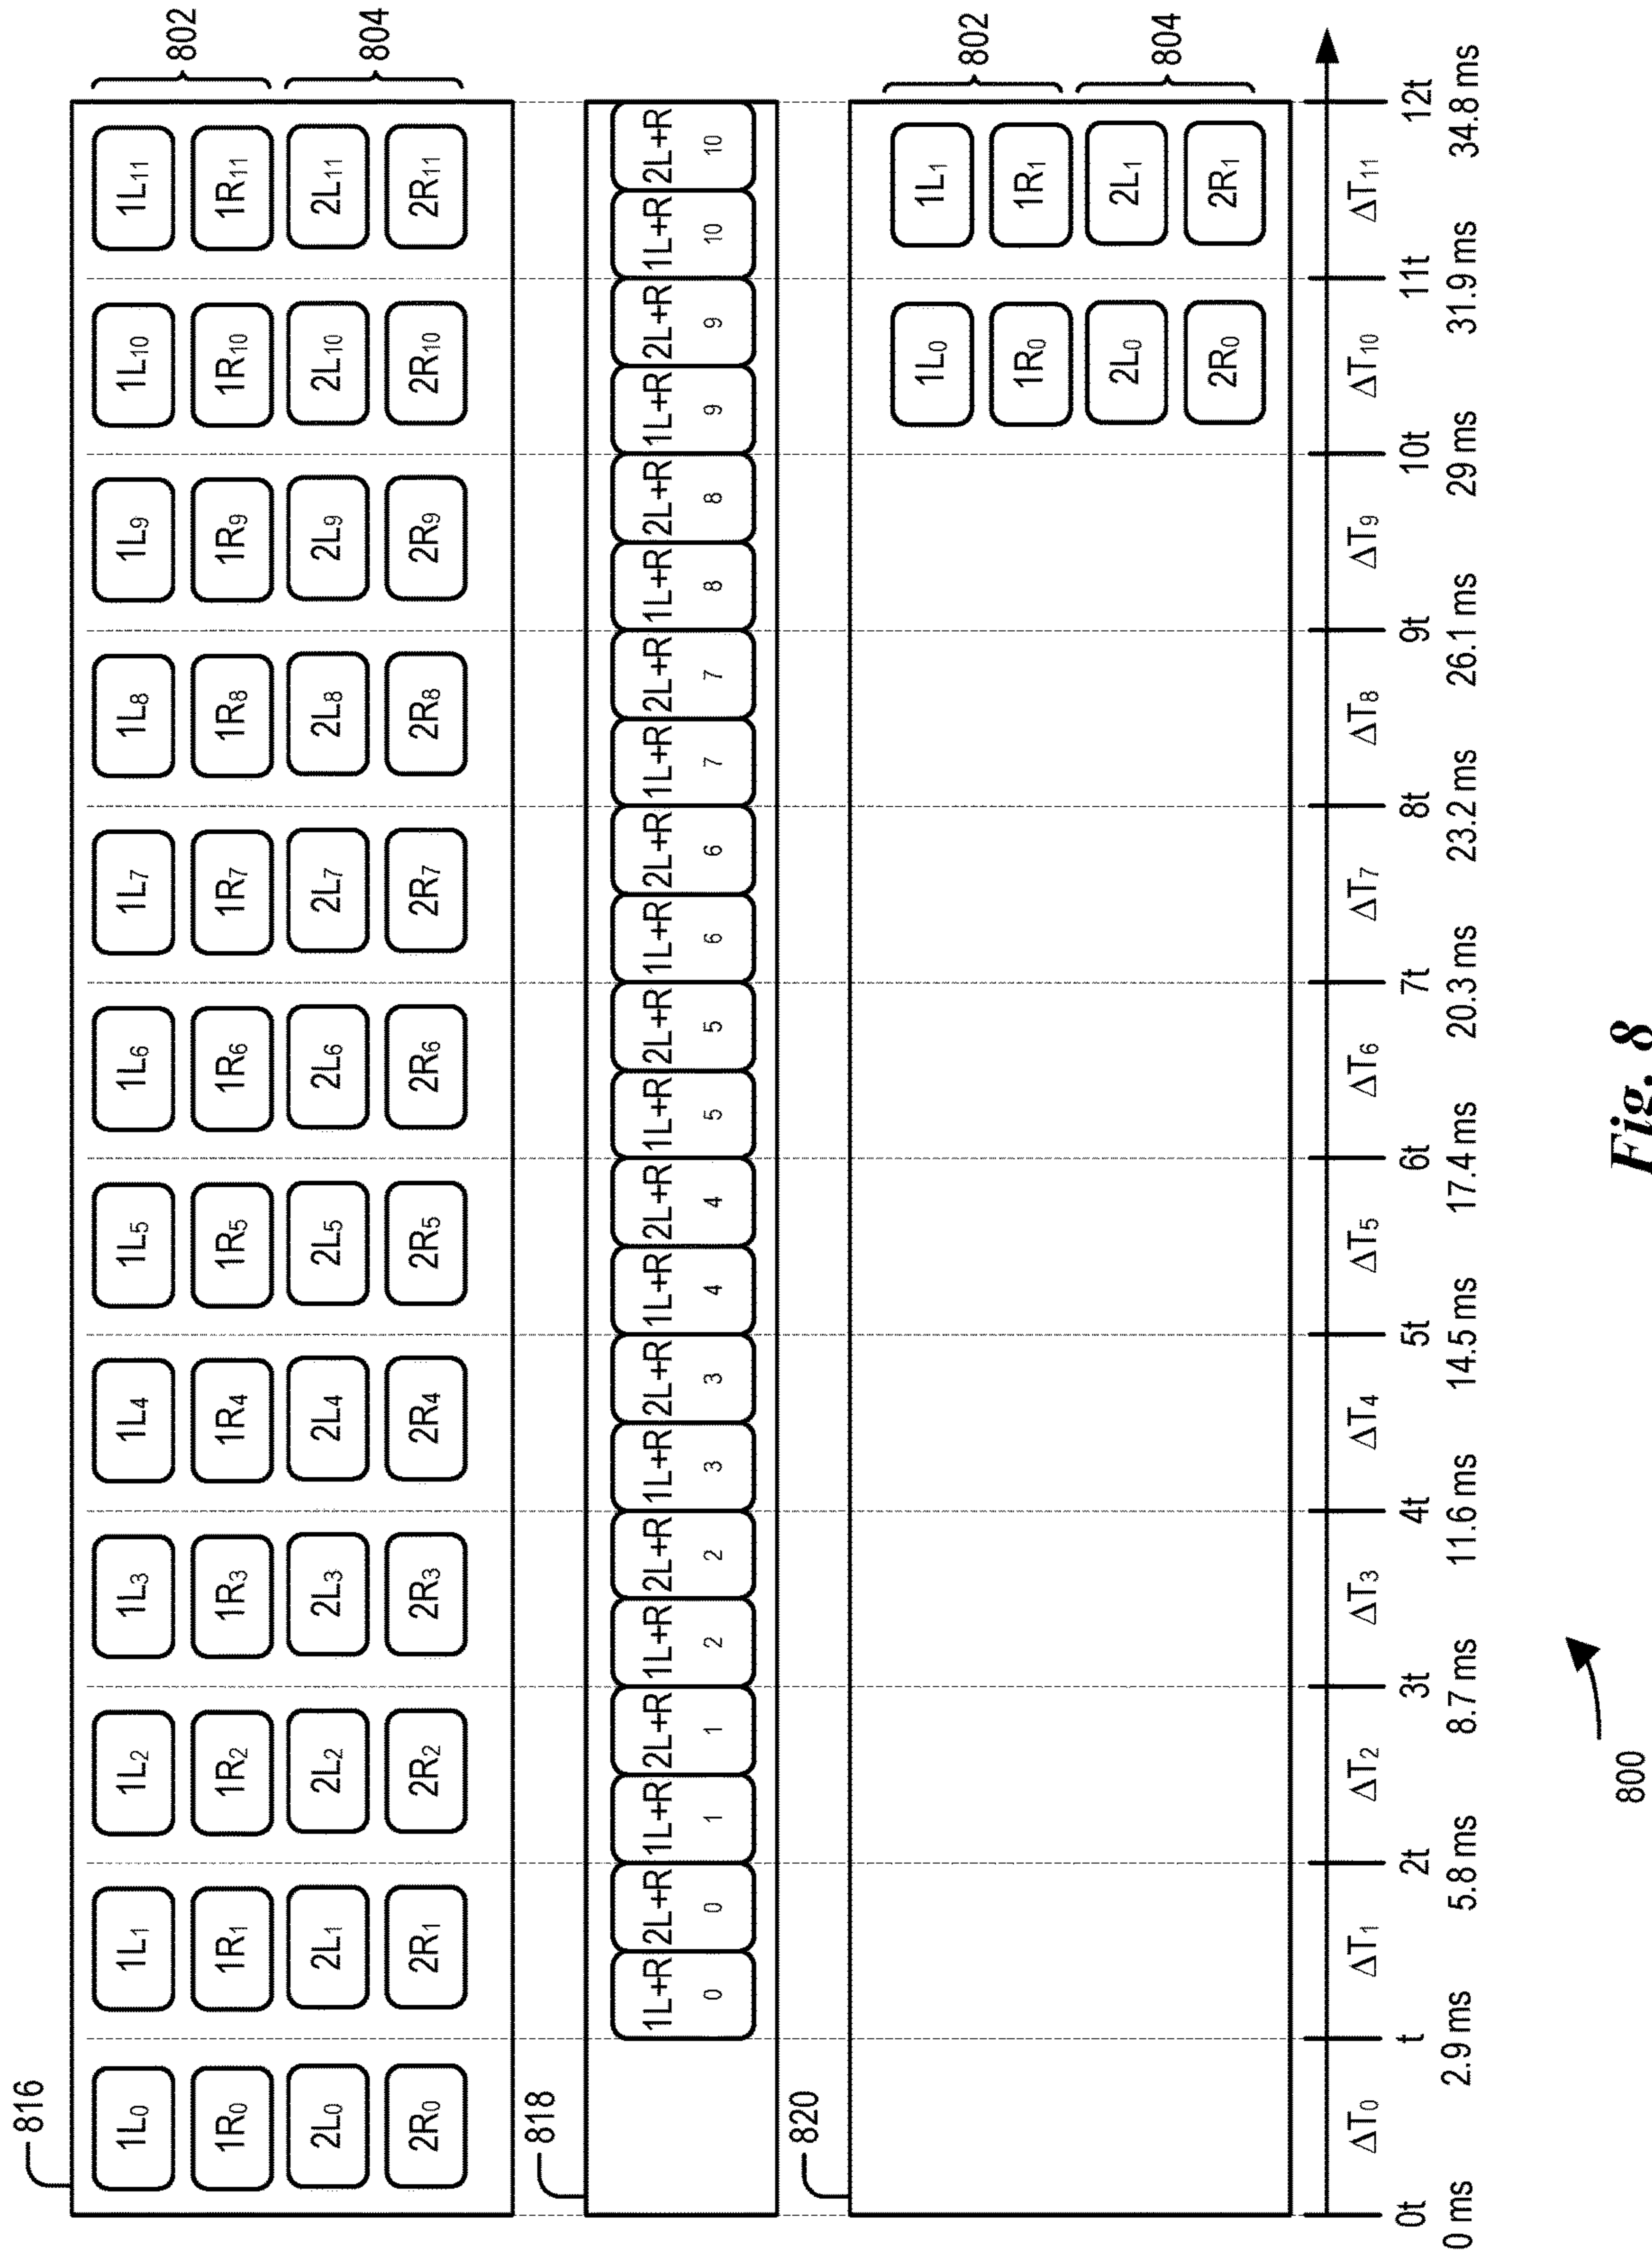 816
1L0 1L1 1L2 1L3 1L4 1L5 1L6 1L7 1L8 1L9 1L10 1L11
802
1R0 1R1 1R2 1R3 1R4 1R5 1R6 1R7 1R8 1R9 1R10 1R11
2L0 2L1 2L2 2L3 2L4 2L5 2L6 2L7 2L8 2L9 2L10 2L11
804
2R0 2R1 2R2 2R3 2R4 2R5 2R6 2R7 2R8 2R9 2R10 2R11
818
1L+R 2L+R 1L+R 2L+R 1L+R 2L+R 1L+R 2L+R 1L+R 2L+R 1L+R 2L+R 1L+R 2L+R 1L+R 2L+R 1L+R 2L+R 1L+R 2L+R 1L+R 2L+R
0 0 1 1 2 2 3 3 4 4 5 5 6 6 7 7 8 8 9 9 10 10
820
1L0 1L1
802
1R0 1R1
2L0 2L1
804
2R0 2R1
ΔT0 ΔT1 ΔT2 ΔT3 ΔT4 ΔT5 ΔT6 ΔT7 ΔT8 ΔT9 ΔT10 ΔT11
0t t 2t 3t 4t 5t 6t 7t 8t 9t 10t 11t 12t
0 ms 2.9 ms 5.8 ms 8.7 ms 11.6 ms 14.5 ms 17.4 ms 20.3 ms 23.2 ms 26.1 ms 29 ms 31.9 ms 34.8 ms
800
Fig. 8